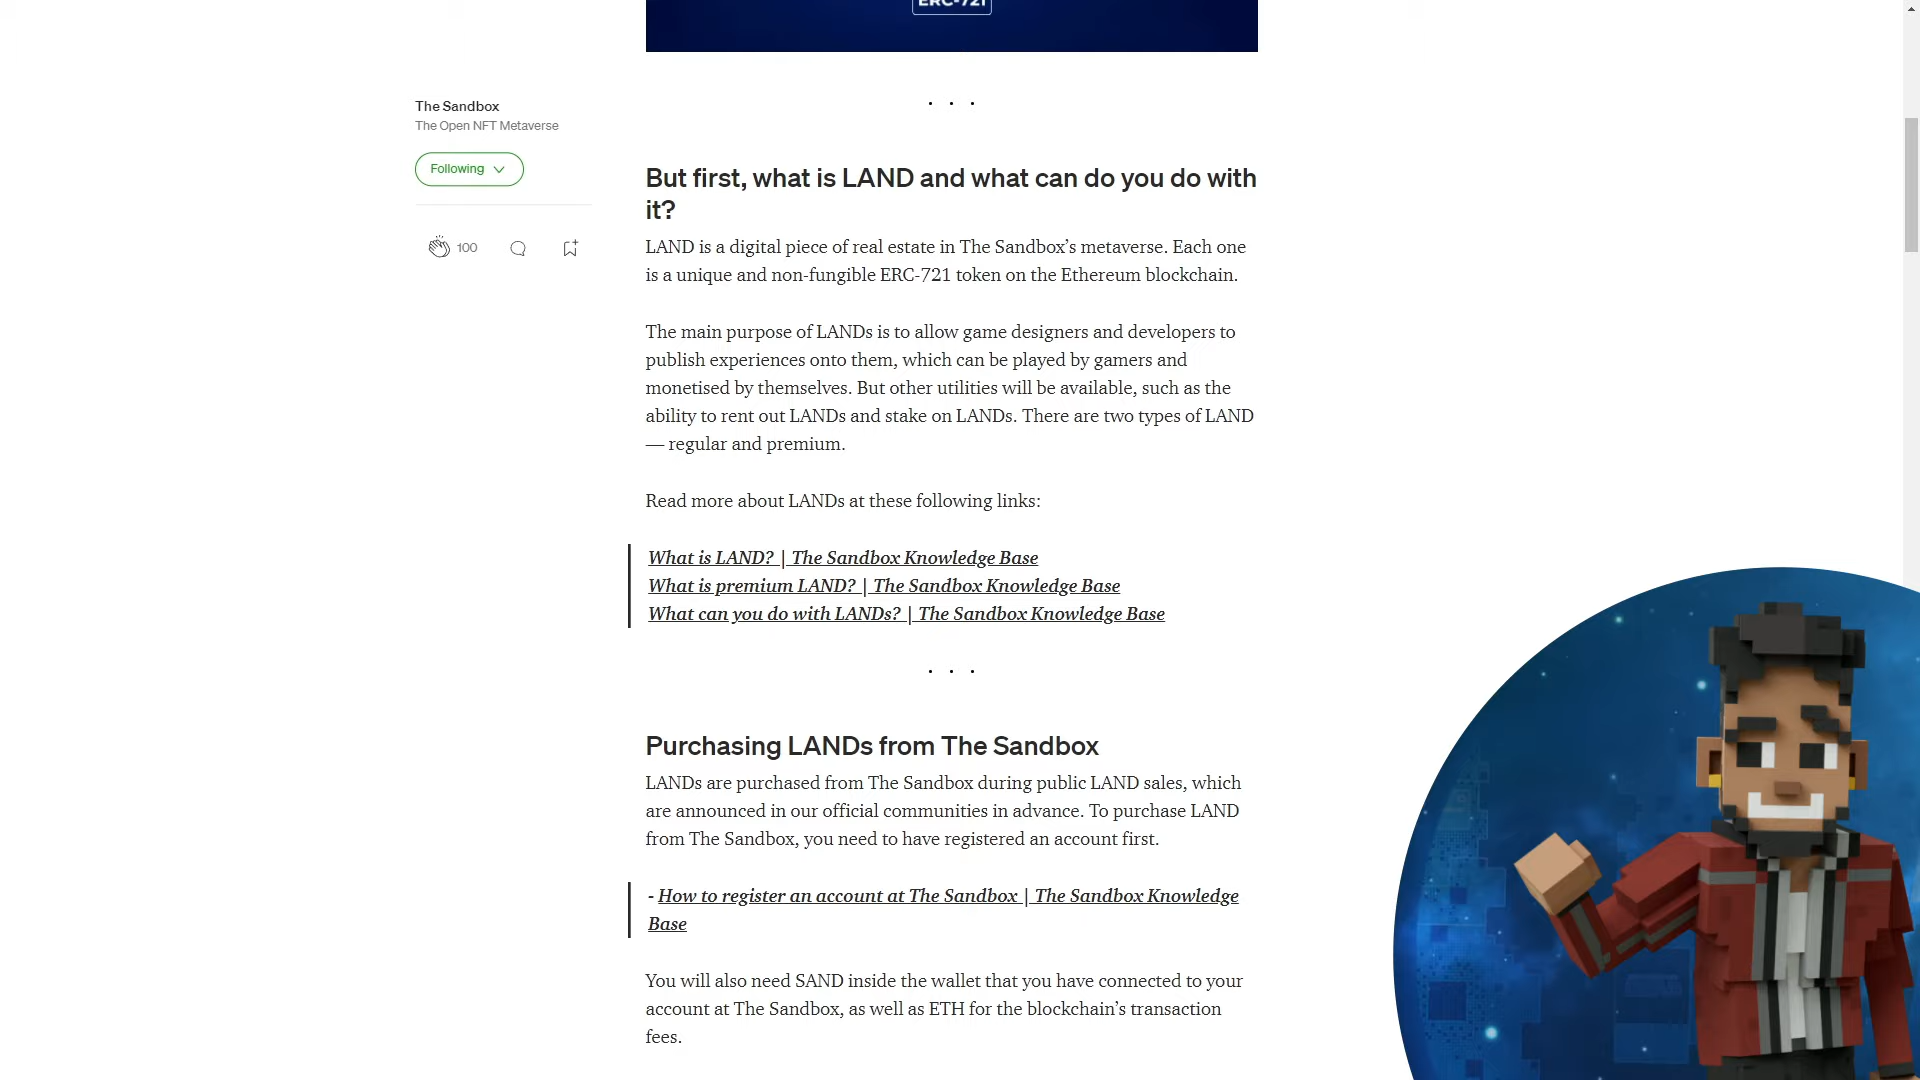 ERC-721
The Sandbox
The Open NFT Metaverse
Following
100
But first, what is LAND and what can do you do with
it?
LAND is a digital piece of real estate in The Sandbox’s metaverse. Each one
is a unique and non-fungible ERC-721 token on the Ethereum blockchain.
The main purpose of LANDs is to allow game designers and developers to
publish experiences onto them, which can be played by gamers and
monetised by themselves. But other utilities will be available, such as the
ability to rent out LANDs and stake on LANDs. There are two types of LAND
— regular and premium.
Read more about LANDs at these following links:
What is LAND? | The Sandbox Knowledge Base
What is premium LAND? | The Sandbox Knowledge Base
What can you do with LANDs? | The Sandbox Knowledge Base
Purchasing LANDs from The Sandbox
LANDs are purchased from The Sandbox during public LAND sales, which
are announced in our official communities in advance. To purchase LAND
from The Sandbox, you need to have registered an account first.
- How to register an account at The Sandbox | The Sandbox Knowledge
Base
You will also need SAND inside the wallet that you have connected to your
account at The Sandbox, as well as ETH for the blockchain’s transaction
fees.